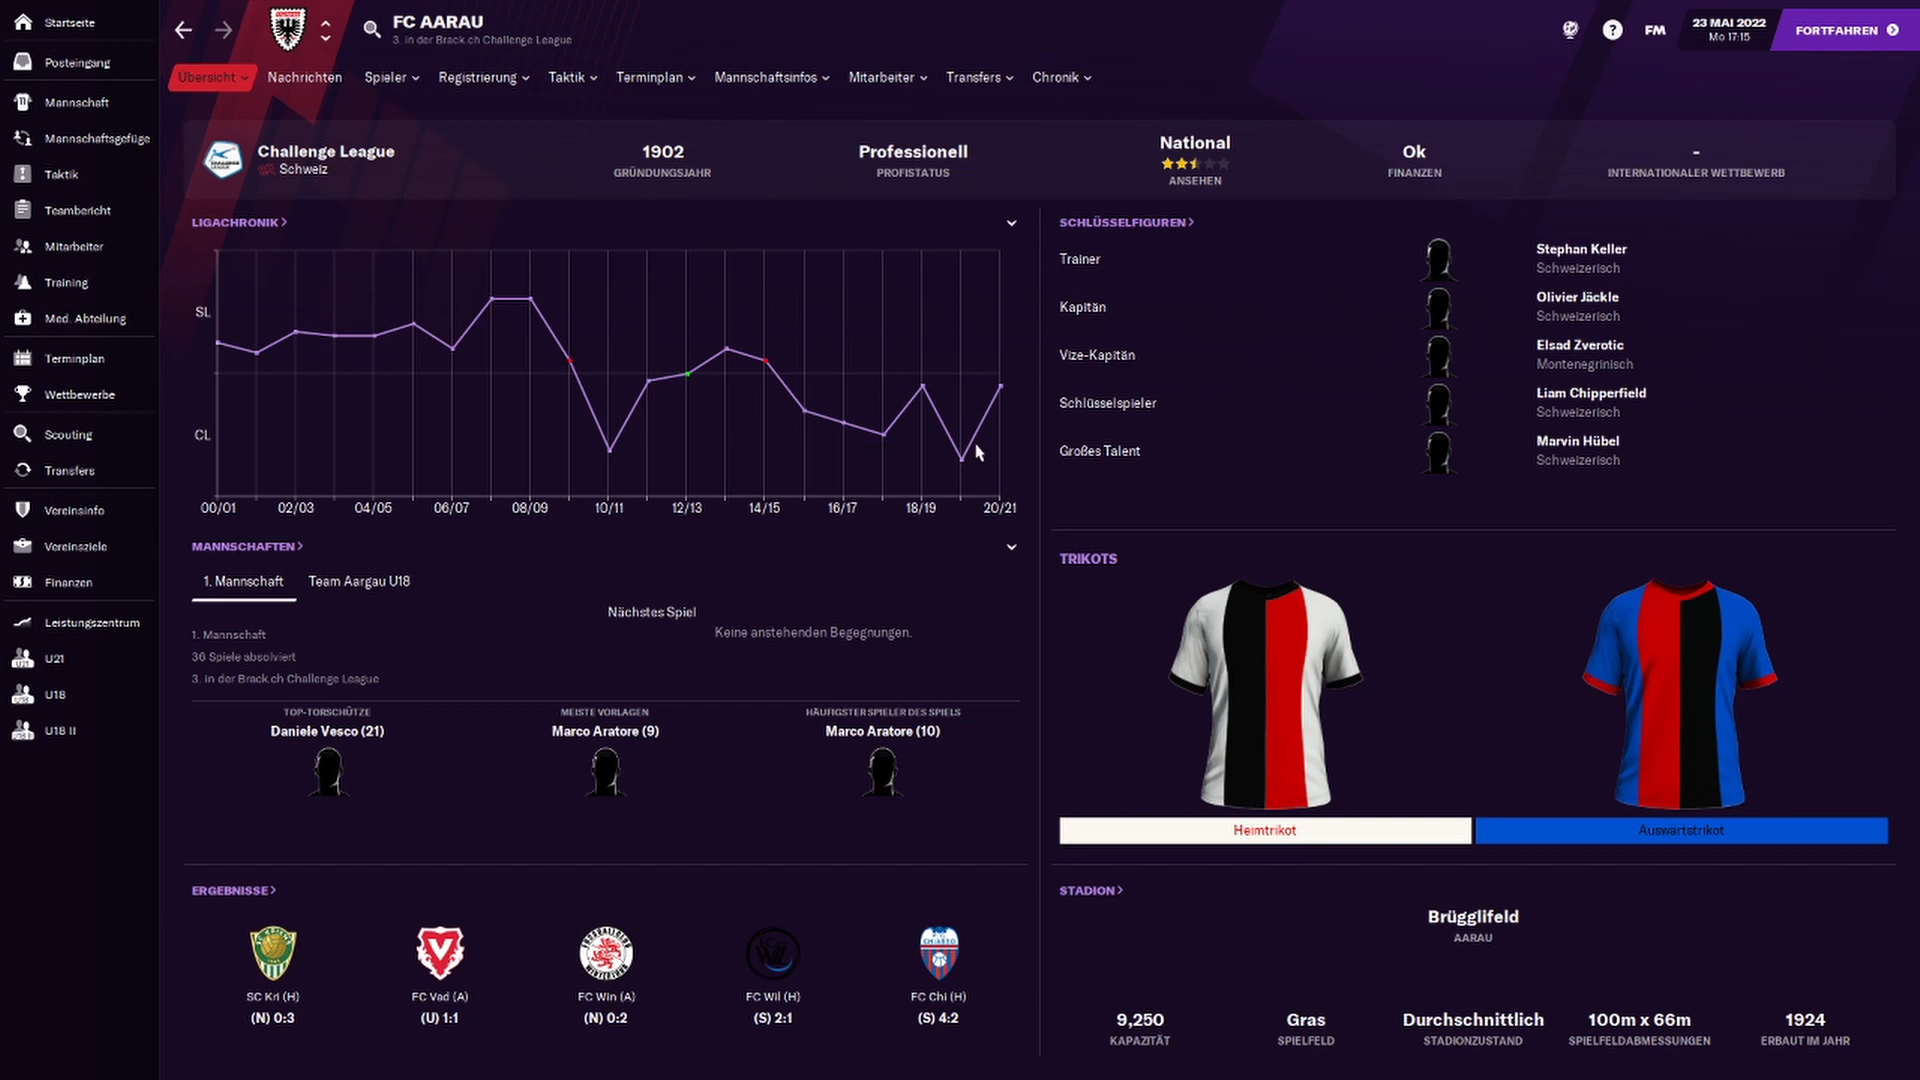 Startseite
Posteingang
Mannschaft
Mannschaftsgefüge
Taktik
Teambericht
Mitarbeiter
Training
Med. Abteilung
Terminplan
Wettbewerbe
Scouting
Transfers
Vereinsinfo
Vereinsziele
Finanzen
Leistungszentrum
U21
U18
U18 II
FC AARAU
3. in der Brack.ch Challenge League
FM
23 MAI 2022
Mo 17:15
FORTFAHREN
Übersicht Nachrichten Spieler Registrierung Taktik Terminplan Mannschaftsinfos Mitarbeiter Transfers Chronik
Challenge League
Schweiz
1902
GRÜNDUNGSJAHR
Professionell
PROFISTATUS
National
ANSEHEN
Ok
FINANZEN
-
INTERNATIONALER WETTBEWERB
LIGACHRONIK
SL
CL
00/01 02/03 04/05 06/07 08/09 10/11 12/13 14/15 16/17 18/19 20/21
MANNSCHAFTEN
1. Mannschaft Team Aargau U18
Nächstes Spiel
Keine anstehenden Begegnungen.
1. Mannschaft
36 Spiele absolviert
3. in der Brack.ch Challenge League
TOP-TORSCHÜTZE
Daniele Vesco (21)
MEISTE VORLAGEN
Marco Aratore (9)
HÄUFIGSTER SPIELER DES SPIELS
Marco Aratore (10)
ERGEBNISSE
SC Kri (H)
(N) 0:3
FC Vad (A)
(U) 1:1
FC Win (A)
(N) 0:2
FC Wil (H)
(S) 2:1
FC Chi (H)
(S) 4:2
SCHLÜSSELFIGUREN
Trainer
Stephan Keller
Schweizerisch
Kapitän
Olivier Jäckle
Schweizerisch
Vize-Kapitän
Elsad Zverotic
Montenegrinisch
Schlüsselspieler
Liam Chipperfield
Schweizerisch
Großes Talent
Marvin Hübel
Schweizerisch
TRIKOTS
Heimtrikot
Auswärtstrikot
STADION
Brügglifeld
AARAU
9,250
KAPAZITÄT
Gras
SPIELFELD
Durchschnittlich
STADIONZUSTAND
100m x 66m
SPIELFELDABMESSUNGEN
1924
ERBAUT IM JAHR